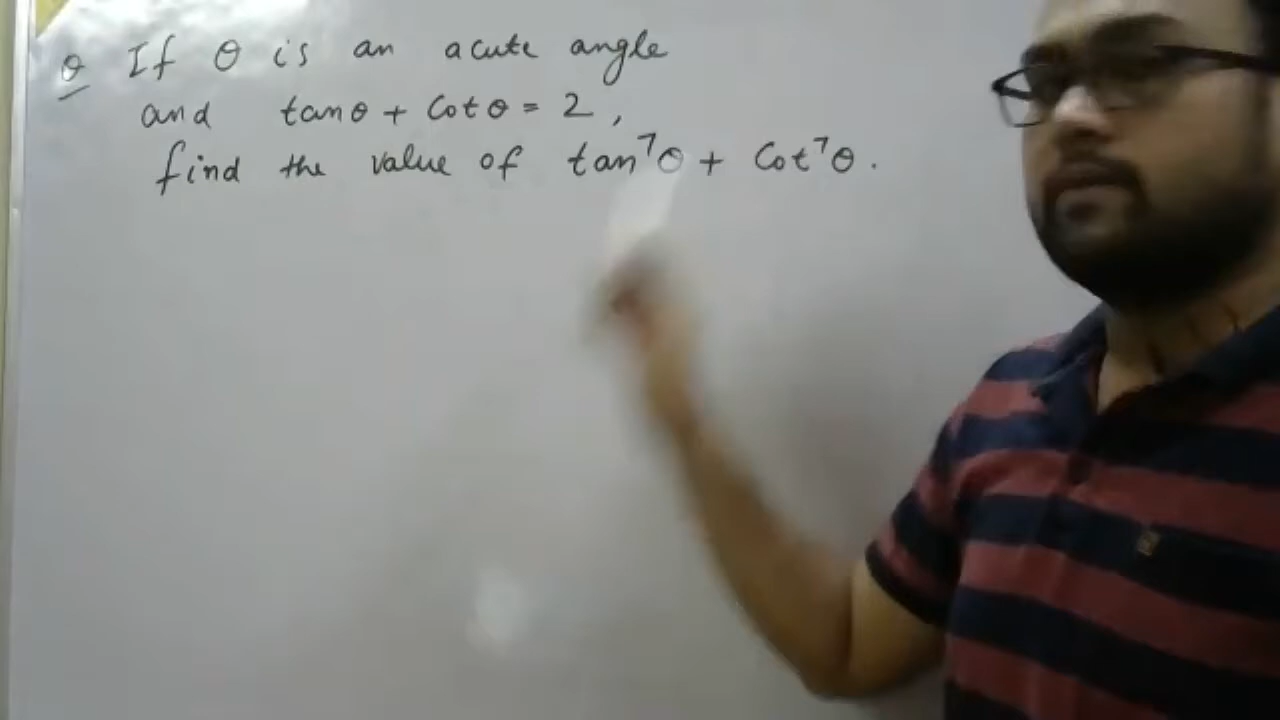 Q If θ is an acute angle
and tanθ + Cotθ = 2,
find the value of tan⁷θ + Cot⁷θ.